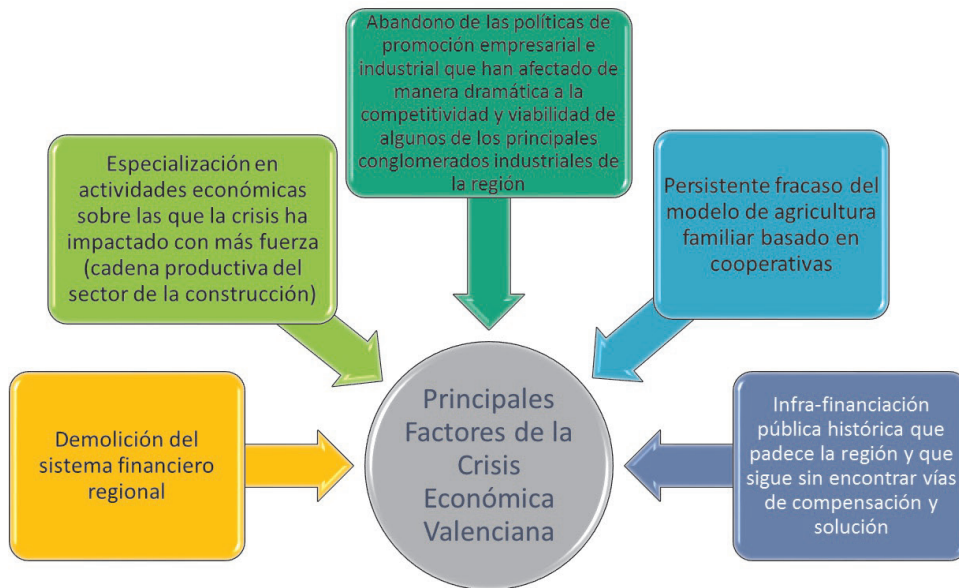 Abandono de las políticas de
promoción empresarial e
industrial que han afectado de
manera dramática a la
competitividad y viabilidad de
algunos de los principales
conglomerados industriales de
la región
Especialización en
actividades económicas
sobre las que la crisis ha
impactado con más fuerza
(cadena productiva del
sector de la construcción)
Persistente fracaso del
modelo de agricultura
familiar basado en
cooperativas
Demolición del
sistema financiero
regional
Principales
Factores de la
Crisis
Económica
Valenciana
Infra-financiación
pública histórica que
padece la región y que
sigue sin encontrar vías
de compensación y
solución